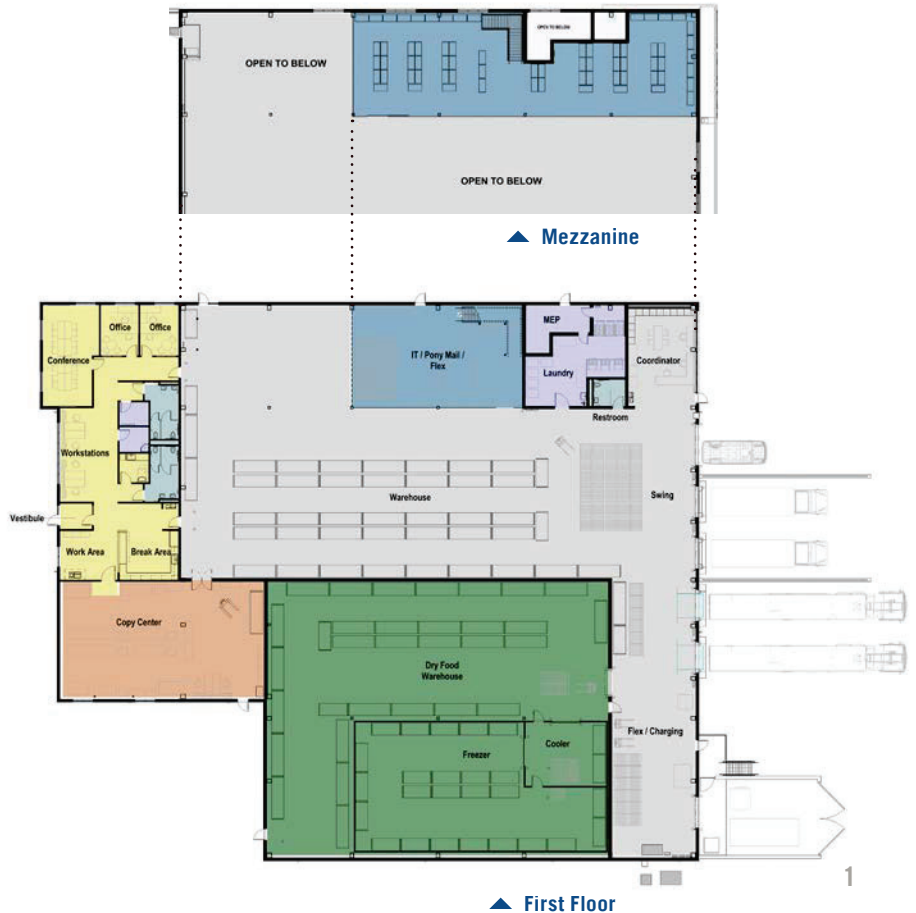 OPEN TO BELOW
OPEN TO BELOW
OPEN TO BELOW
Mezzanine
Office
Office
Conference
MEP
IT / Pony Mail /
Flex
Coordinator
Laundry
Restroom
Workstations
Warehouse
Swing
Vestibule
Work Area
Break Area
Copy Center
Dry Food
Warehouse
Flex / Charging
Cooler
Freezer
1
First Floor